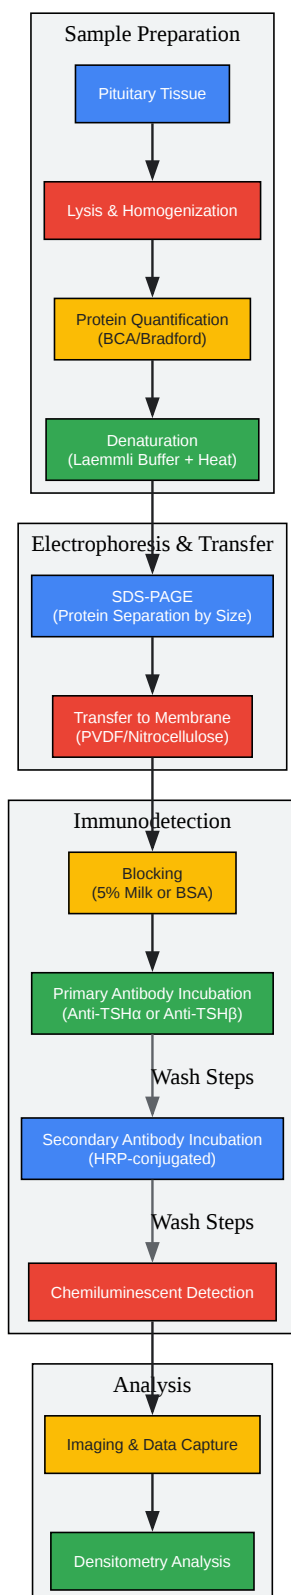 Sample Preparation
Pituitary Tissue
Lysis & Homogenization
Protein Quantification
(BCA/Bradford)
Denaturation
(Laemmli Buffer + Heat)
Electrophoresis & Transfer
SDS-PAGE
(Protein Separation by Size)
Transfer to Membrane
(PVDF/Nitrocellulose)
Immunodetection
Blocking
(5% Milk or BSA)
Primary Antibody Incubation
(Anti-TSHα or Anti-TSHβ)
Wash Steps
Secondary Antibody Incubation
(HRP-conjugated)
Wash Steps
Chemiluminescent Detection
Analysis
Imaging & Data Capture
Densitometry Analysis